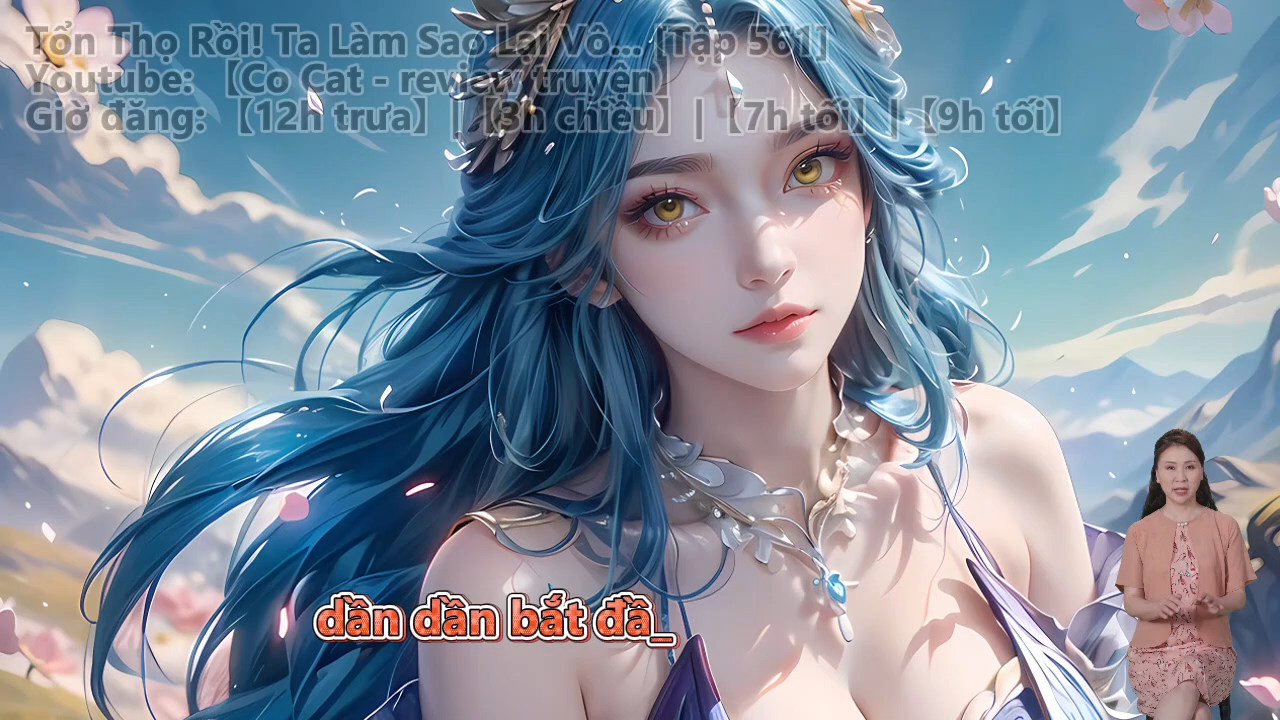 Tổn Thọ Rồi! Ta Làm Sao Lại Vô... [Tập 561]
Youtube: 【Co Cat - review truyện】
Giờ đăng: 【12h trưa】 | 【3h chiều】 | 【7h tối】 | 【9h tối】
dần dần bắt đầ_